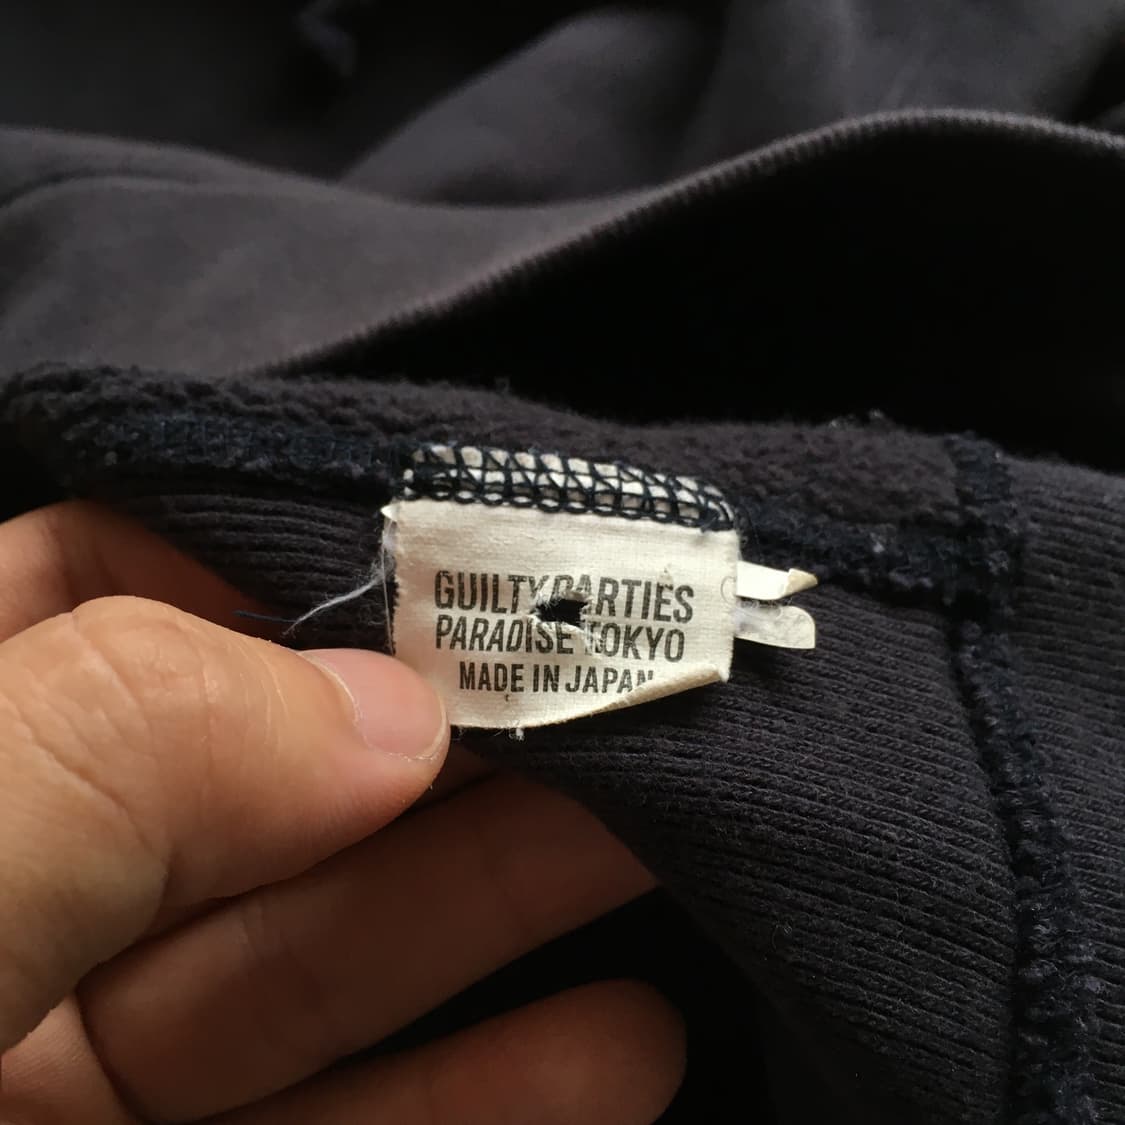 GUILTY PARTIES
PARADISE TOKYO
MADE IN JAPAN